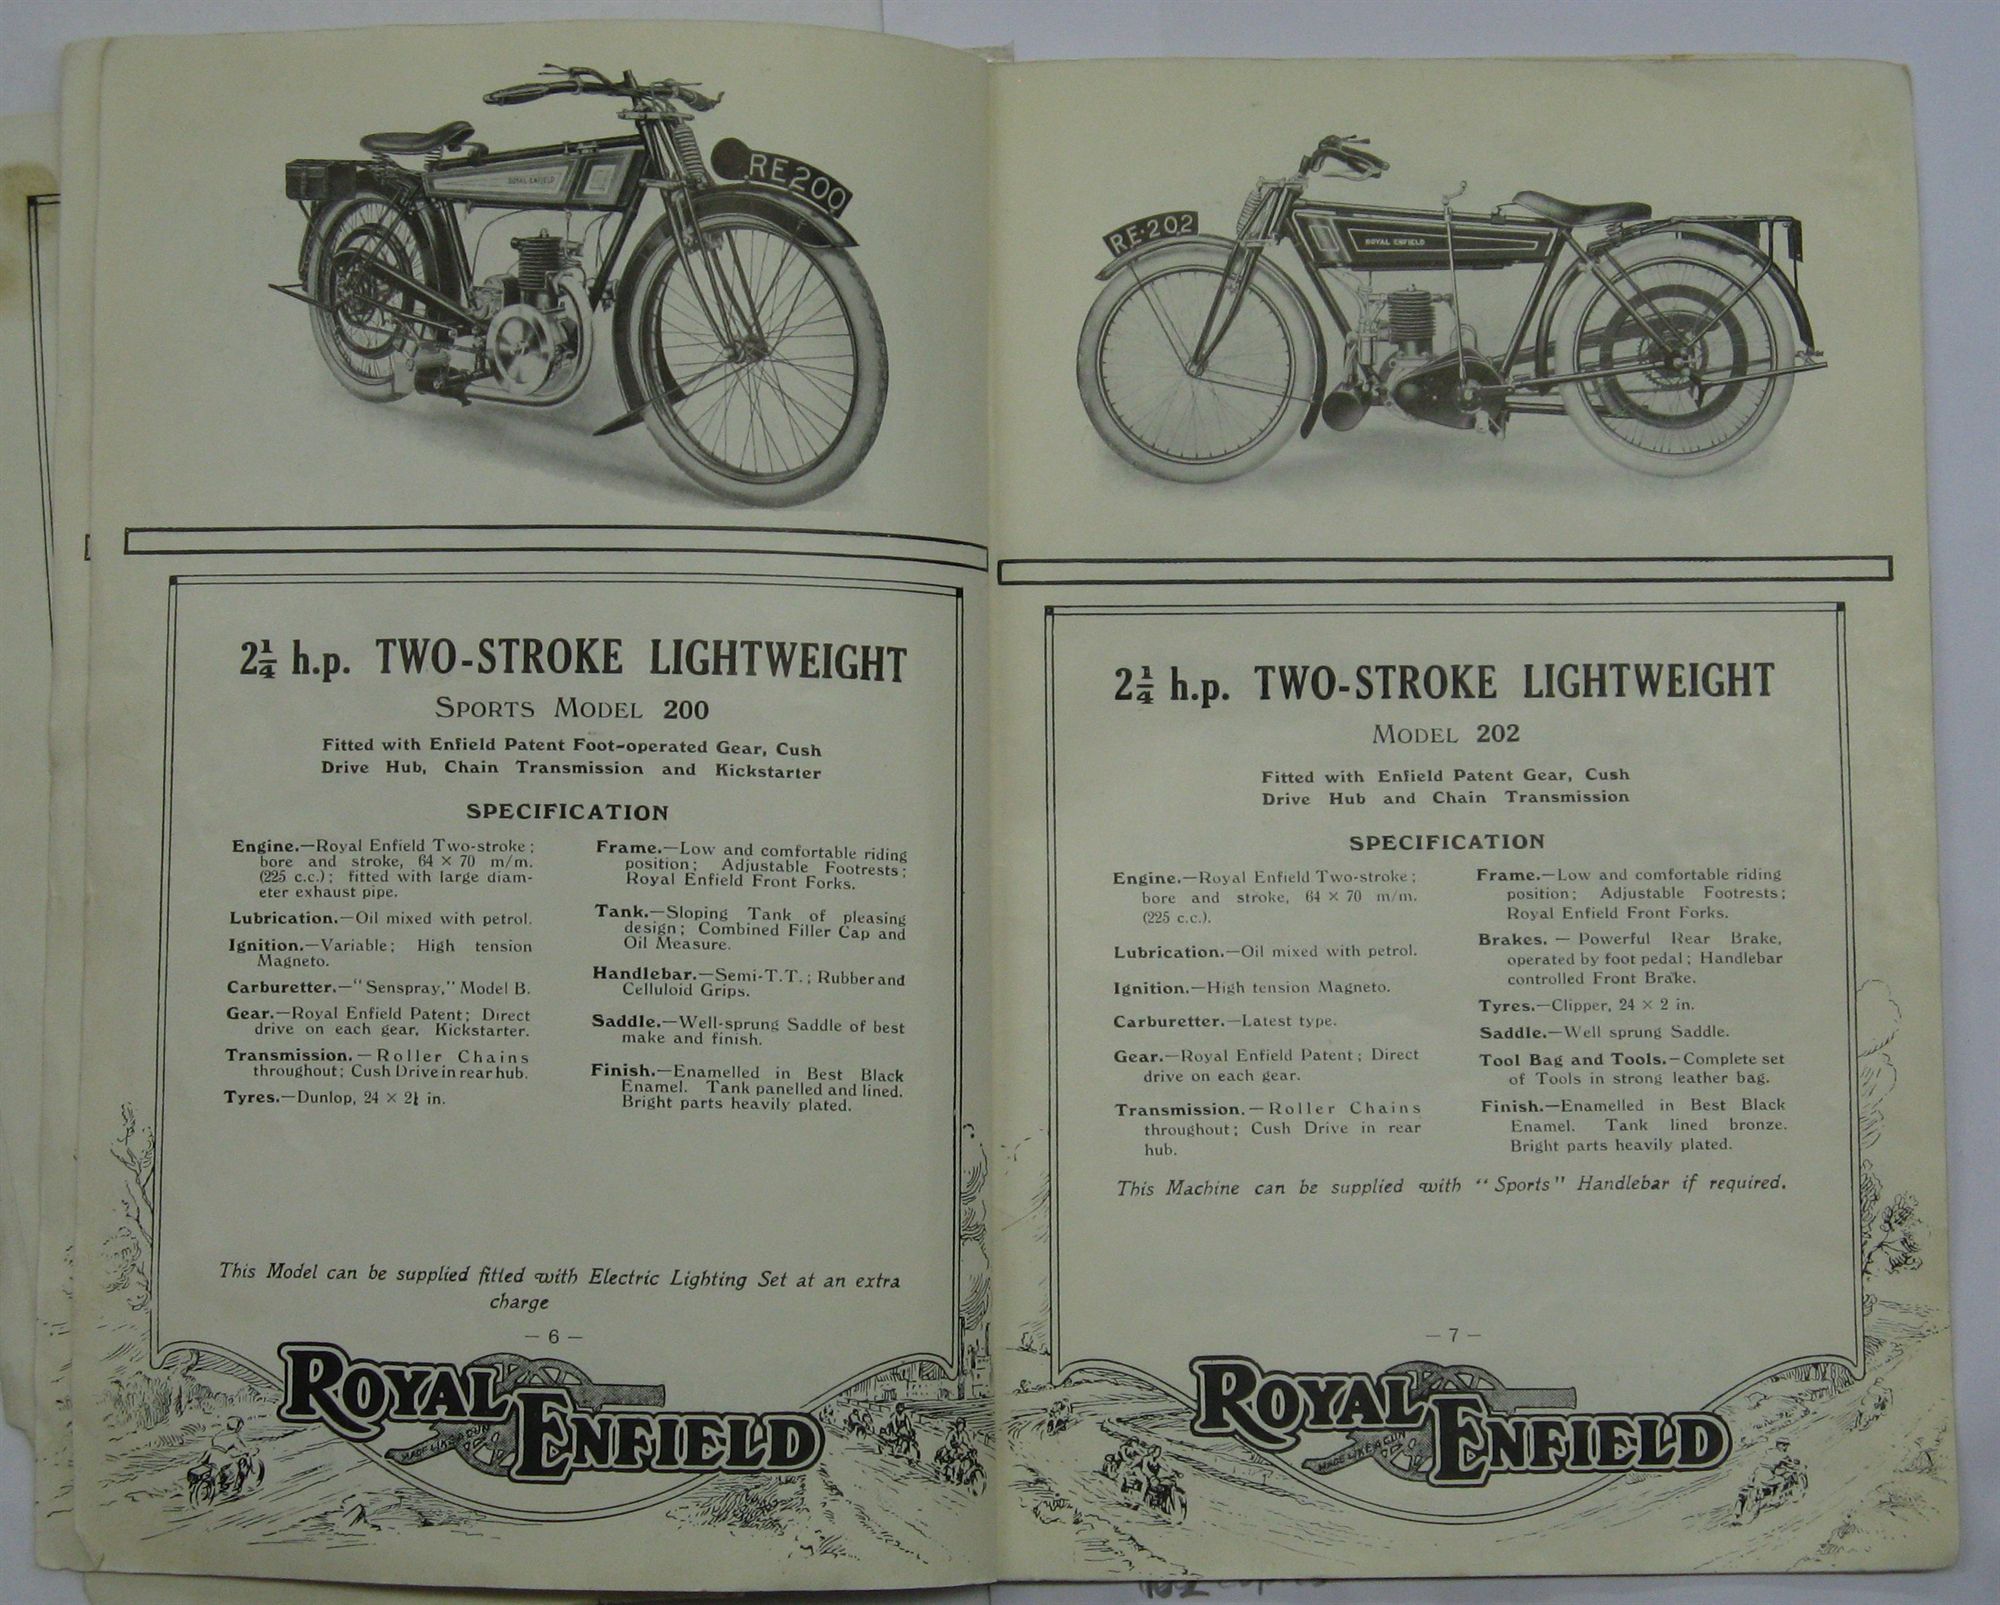 ROYAL ENFIELD
RE200
2¼ h.p. TWO-STROKE LIGHTWEIGHT
SPORTS MODEL 200
Fitted with Enfield Patent Foot-operated Gear, Cush
Drive Hub, Chain Transmission and Kickstarter
SPECIFICATION
Engine.—Royal Enfield Two-stroke;
bore and stroke, 64 × 70 m/m.
(225 c.c.); fitted with large diam-
eter exhaust pipe.
Lubrication.—Oil mixed with petrol.
Ignition.—Variable; High tension
Magneto.
Carburetter.—"Senspray," Model B.
Gear.—Royal Enfield Patent; Direct
drive on each gear. Kickstarter.
Transmission.—Roller Chains
throughout; Cush Drive in rear hub.
Tyres.—Dunlop, 24 × 2¼ in.
Frame.—Low and comfortable riding
position; Adjustable Footrests;
Royal Enfield Front Forks.
Tank.—Sloping Tank of pleasing
design; Combined Filler Cap and
Oil Measure.
Handlebar.—Semi-T.T.; Rubber and
Celluloid Grips.
Saddle.—Well-sprung Saddle of best
make and finish.
Finish.—Enamelled in Best Black
Enamel. Tank panelled and lined.
Bright parts heavily plated.
This Model can be supplied fitted with Electric Lighting Set at an extra
charge
— 6 —
ROYAL
ENFIELD
MADE LIKE A GUN
RE·202
ROYAL ENFIELD
2¼ h.p. TWO-STROKE LIGHTWEIGHT
MODEL 202
Fitted with Enfield Patent Gear, Cush
Drive Hub and Chain Transmission
SPECIFICATION
Engine.—Royal Enfield Two-stroke;
bore and stroke, 64 × 70 m/m.
(225 c.c.).
Lubrication.—Oil mixed with petrol.
Ignition.—High tension Magneto.
Carburetter.—Latest type.
Gear.—Royal Enfield Patent; Direct
drive on each gear.
Transmission.—Roller Chains
throughout; Cush Drive in rear
hub.
Frame.—Low and comfortable riding
position; Adjustable Footrests;
Royal Enfield Front Forks.
Brakes. — Powerful Rear Brake,
operated by foot pedal; Handlebar
controlled Front Brake.
Tyres.—Clipper, 24 × 2 in.
Saddle.—Well sprung Saddle.
Tool Bag and Tools.—Complete set
of Tools in strong leather bag.
Finish.—Enamelled in Best Black
Enamel. Tank lined bronze.
Bright parts heavily plated.
This Machine can be supplied with "Sports" Handlebar if required.
— 7 —
ROYAL
ENFIELD
MADE LIKE A GUN